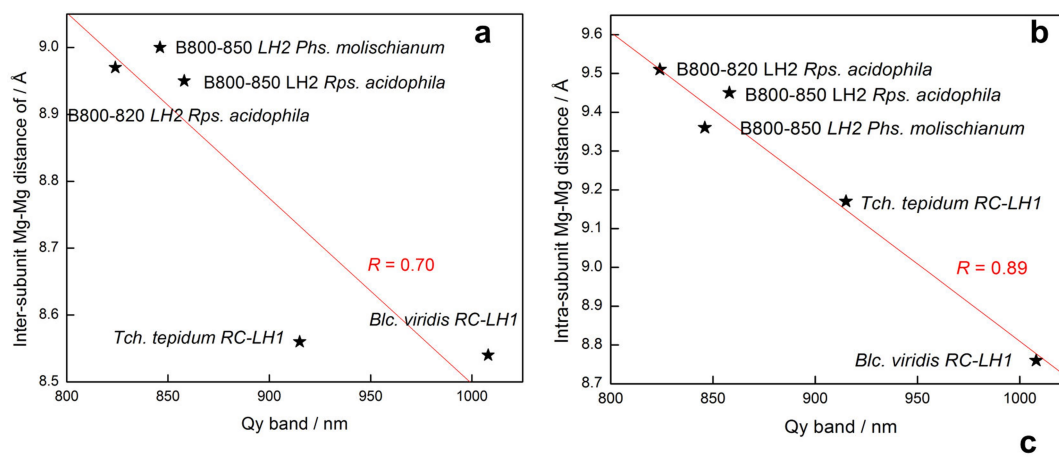 a
Inter-subunit Mg-Mg distance of / Å
9.0
8.9
8.8
8.7
8.6
8.5
B800-850 LH2 Phs. molischianum
B800-850 LH2 Rps. acidophila
B800-820 LH2 Rps. acidophila
R = 0.70
Blc. viridis RC-LH1
Tch. tepidum RC-LH1
800 850 900 950 1000
Qy band / nm
b
Intra-subunit Mg-Mg distance / Å
9.6
9.5
9.4
9.3
9.2
9.1
9.0
8.9
8.8
8.7
B800-820 LH2 Rps. acidophila
B800-850 LH2 Rps. acidophila
B800-850 LH2 Phs. molischianum
Tch. tepidum RC-LH1
R = 0.89
Blc. viridis RC-LH1
800 850 900 950 1000
Qy band / nm
c